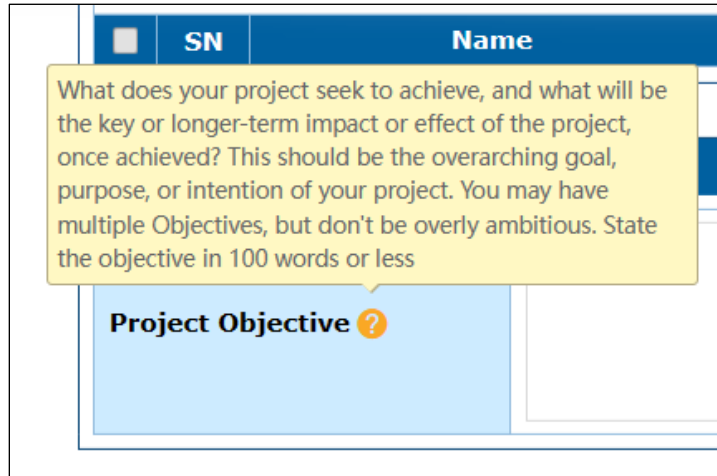 SN Name
What does your project seek to achieve, and what will be
the key or longer-term impact or effect of the project,
once achieved? This should be the overarching goal,
purpose, or intention of your project. You may have
multiple Objectives, but don't be overly ambitious. State
the objective in 100 words or less
Project Objective ?